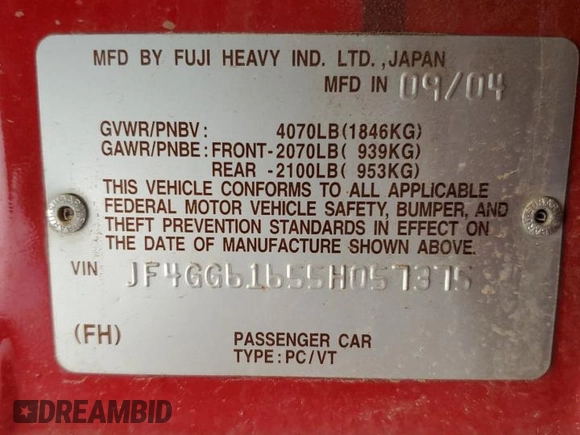 MFD BY FUJI HEAVY IND. LTD., JAPAN
MFD IN 09/04
GVWR/PNBV: 4070LB(1846KG)
GAWR/PNBE: FRONT-2070LB( 939KG)
REAR -2100LB( 953KG)
THIS VEHICLE CONFORMS TO ALL APPLICABLE
FEDERAL MOTOR VEHICLE SAFETY, BUMPER, AND
THEFT PREVENTION STANDARDS IN EFFECT ON
THE DATE OF MANUFACTURE SHOWN ABOVE.
VIN JF4GG61655H057375
(FH) PASSENGER CAR
TYPE: PC/VT
DREAMBID